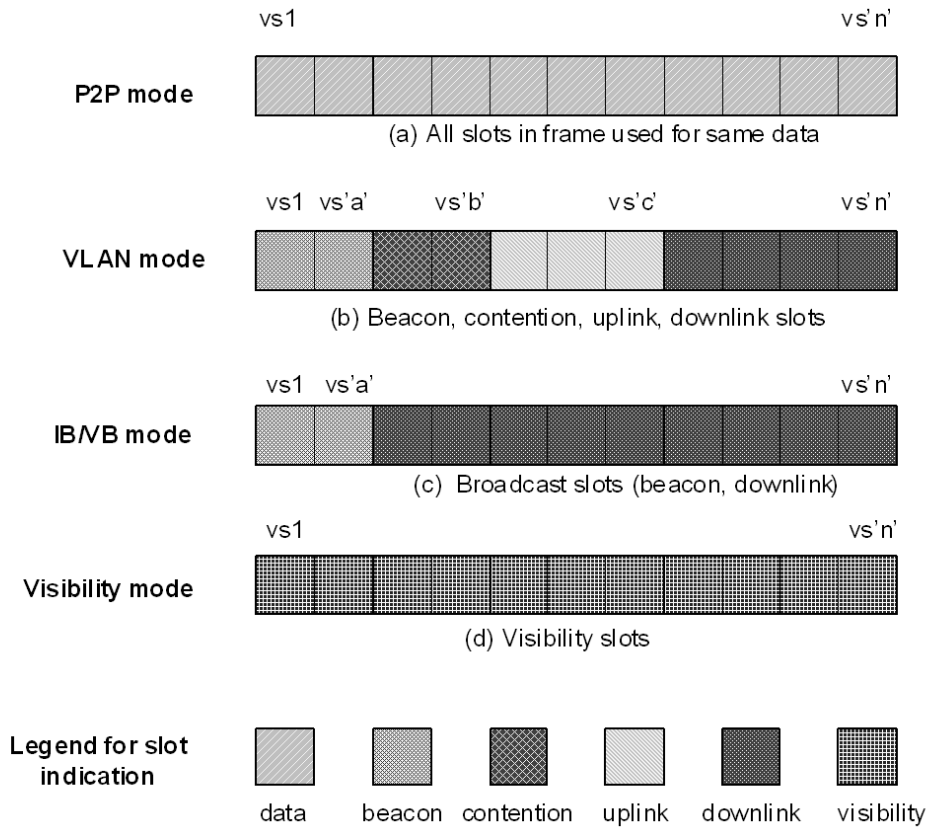 vs1 vs'n'
P2P mode
(a) All slots in frame used for same data
vs1 vs'a' vs'b' vs'c' vs'n'
VLAN mode
(b) Beacon, contention, uplink, downlink slots
vs1 vs'a' vs'n'
IB/VB mode
(c) Broadcast slots (beacon, downlink)
vs1 vs'n'
Visibility mode
(d) Visibility slots
Legend for slot
indication
data beacon contention uplink downlink visibility